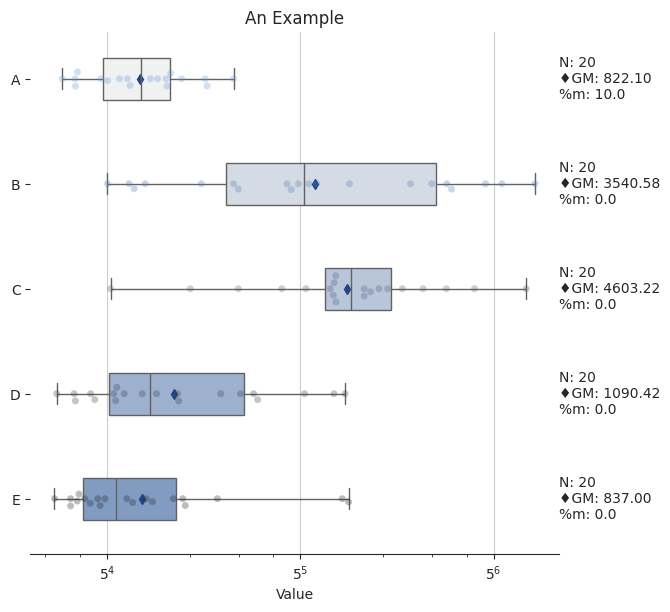 An Example
A
N: 20
♦GM: 822.10
%m: 10.0
B
N: 20
♦GM: 3540.58
%m: 0.0
C
N: 20
♦GM: 4603.22
%m: 0.0
D
N: 20
♦GM: 1090.42
%m: 0.0
E
N: 20
♦GM: 837.00
%m: 0.0
5⁴ 5⁵ 5⁶
Value